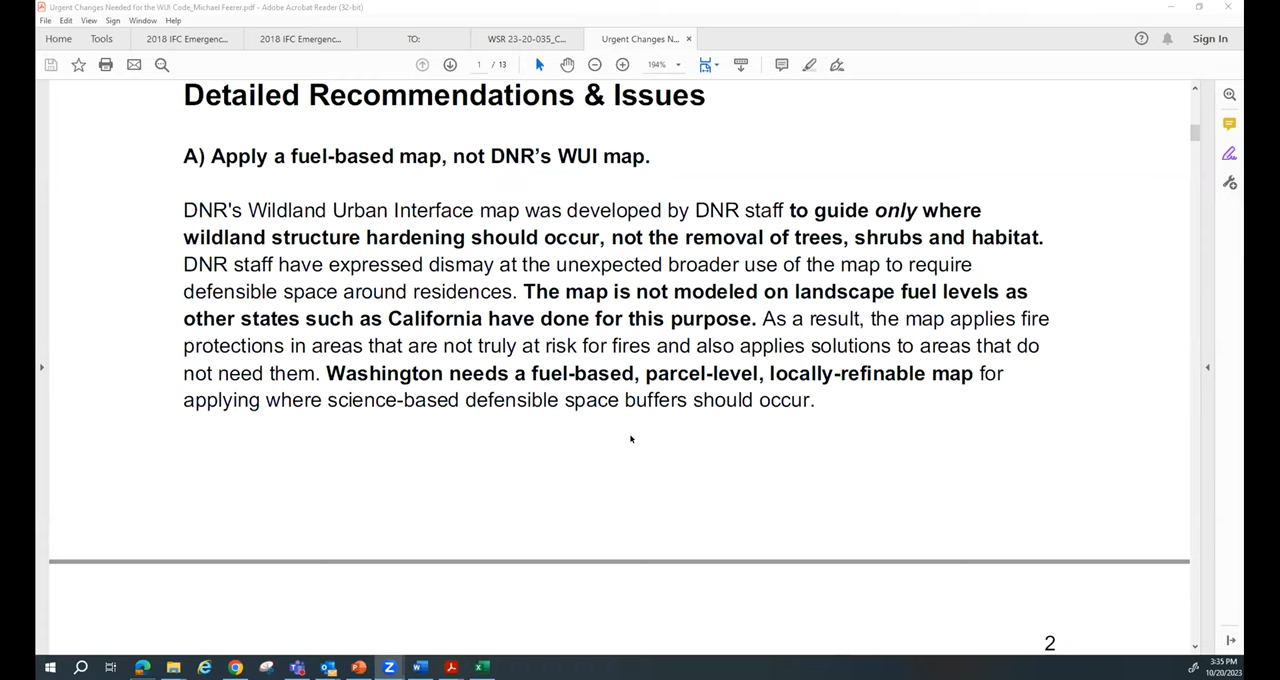 Urgent Changes Needed for the WUI Code_Michael Feerer.pdf - Adobe Acrobat Reader (32-bit)
File Edit View Sign Window Help
Home Tools 2018 IFC Emergenc... 2018 IFC Emergenc... TO: WSR 23-20-035_C... Urgent Changes N... × Sign In
1 / 13 194%
Detailed Recommendations & Issues
A) Apply a fuel-based map, not DNR’s WUI map.
DNR's Wildland Urban Interface map was developed by DNR staff to guide only where
wildland structure hardening should occur, not the removal of trees, shrubs and habitat.
DNR staff have expressed dismay at the unexpected broader use of the map to require
defensible space around residences. The map is not modeled on landscape fuel levels as
other states such as California have done for this purpose. As a result, the map applies fire
protections in areas that are not truly at risk for fires and also applies solutions to areas that do
not need them. Washington needs a fuel-based, parcel-level, locally-refinable map for
applying where science-based defensible space buffers should occur.
2
3:35 PM
10/20/2023